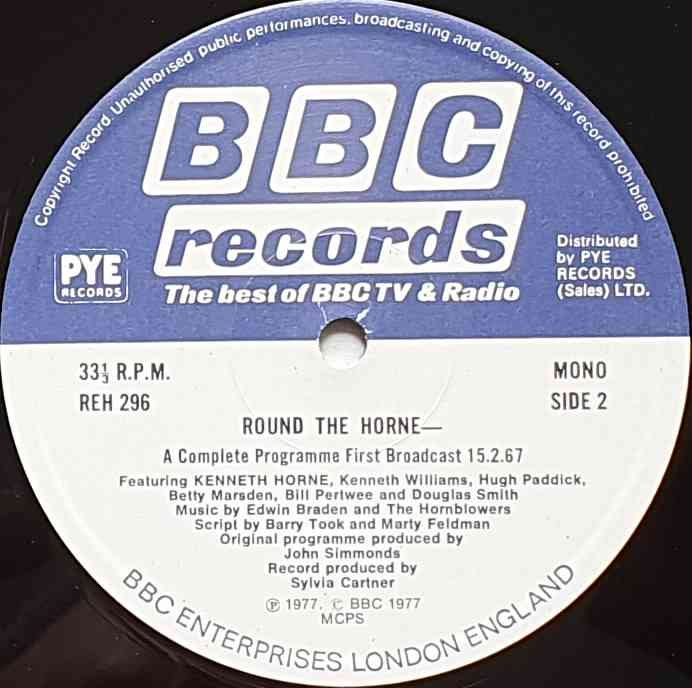 Copyright Record. Unauthorised public performances, broadcasting and copying of this record prohibited
BBC
records
The best of BBC TV & Radio
PYE
RECORDS
Distributed
by PYE
RECORDS
(Sales) LTD.
33⅓ R.P.M.
REH 296
MONO
SIDE 2
ROUND THE HORNE—
A Complete Programme First Broadcast 15.2.67
Featuring KENNETH HORNE, Kenneth Williams, Hugh Paddick,
Betty Marsden, Bill Pertwee and Douglas Smith
Music by Edwin Braden and The Hornblowers
Script by Barry Took and Marty Feldman
Original programme produced by
John Simmonds
Record produced by
Sylvia Cartner
℗ 1977. © BBC 1977
MCPS
BBC ENTERPRISES LONDON ENGLAND